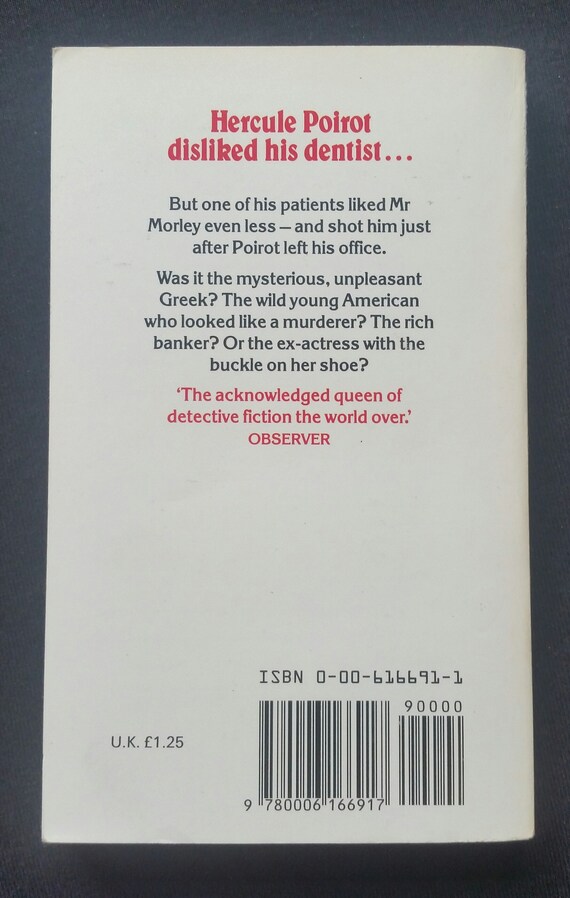 Hercule Poirot
disliked his dentist...
But one of his patients liked Mr
Morley even less – and shot him just
after Poirot left his office.
Was it the mysterious, unpleasant
Greek? The wild young American
who looked like a murderer? The rich
banker? Or the ex-actress with the
buckle on her shoe?
‘The acknowledged queen of
detective fiction the world over.’
OBSERVER
ISBN 0-00-616691-1
90000
U.K. £1.25
9 780006 166917